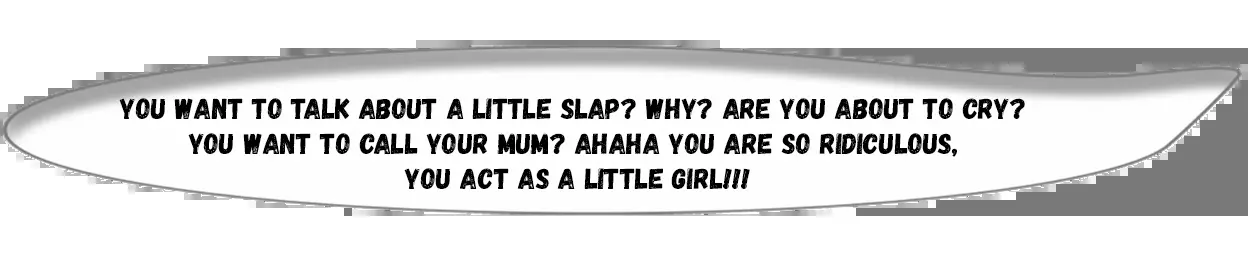 YOU WANT TO TALK ABOUT A LITTLE SLAP? WHY? ARE YOU ABOUT TO CRY?
YOU WANT TO CALL YOUR MUM? AHAHA YOU ARE SO RIDICULOUS,
YOU ACT AS A LITTLE GIRL!!!